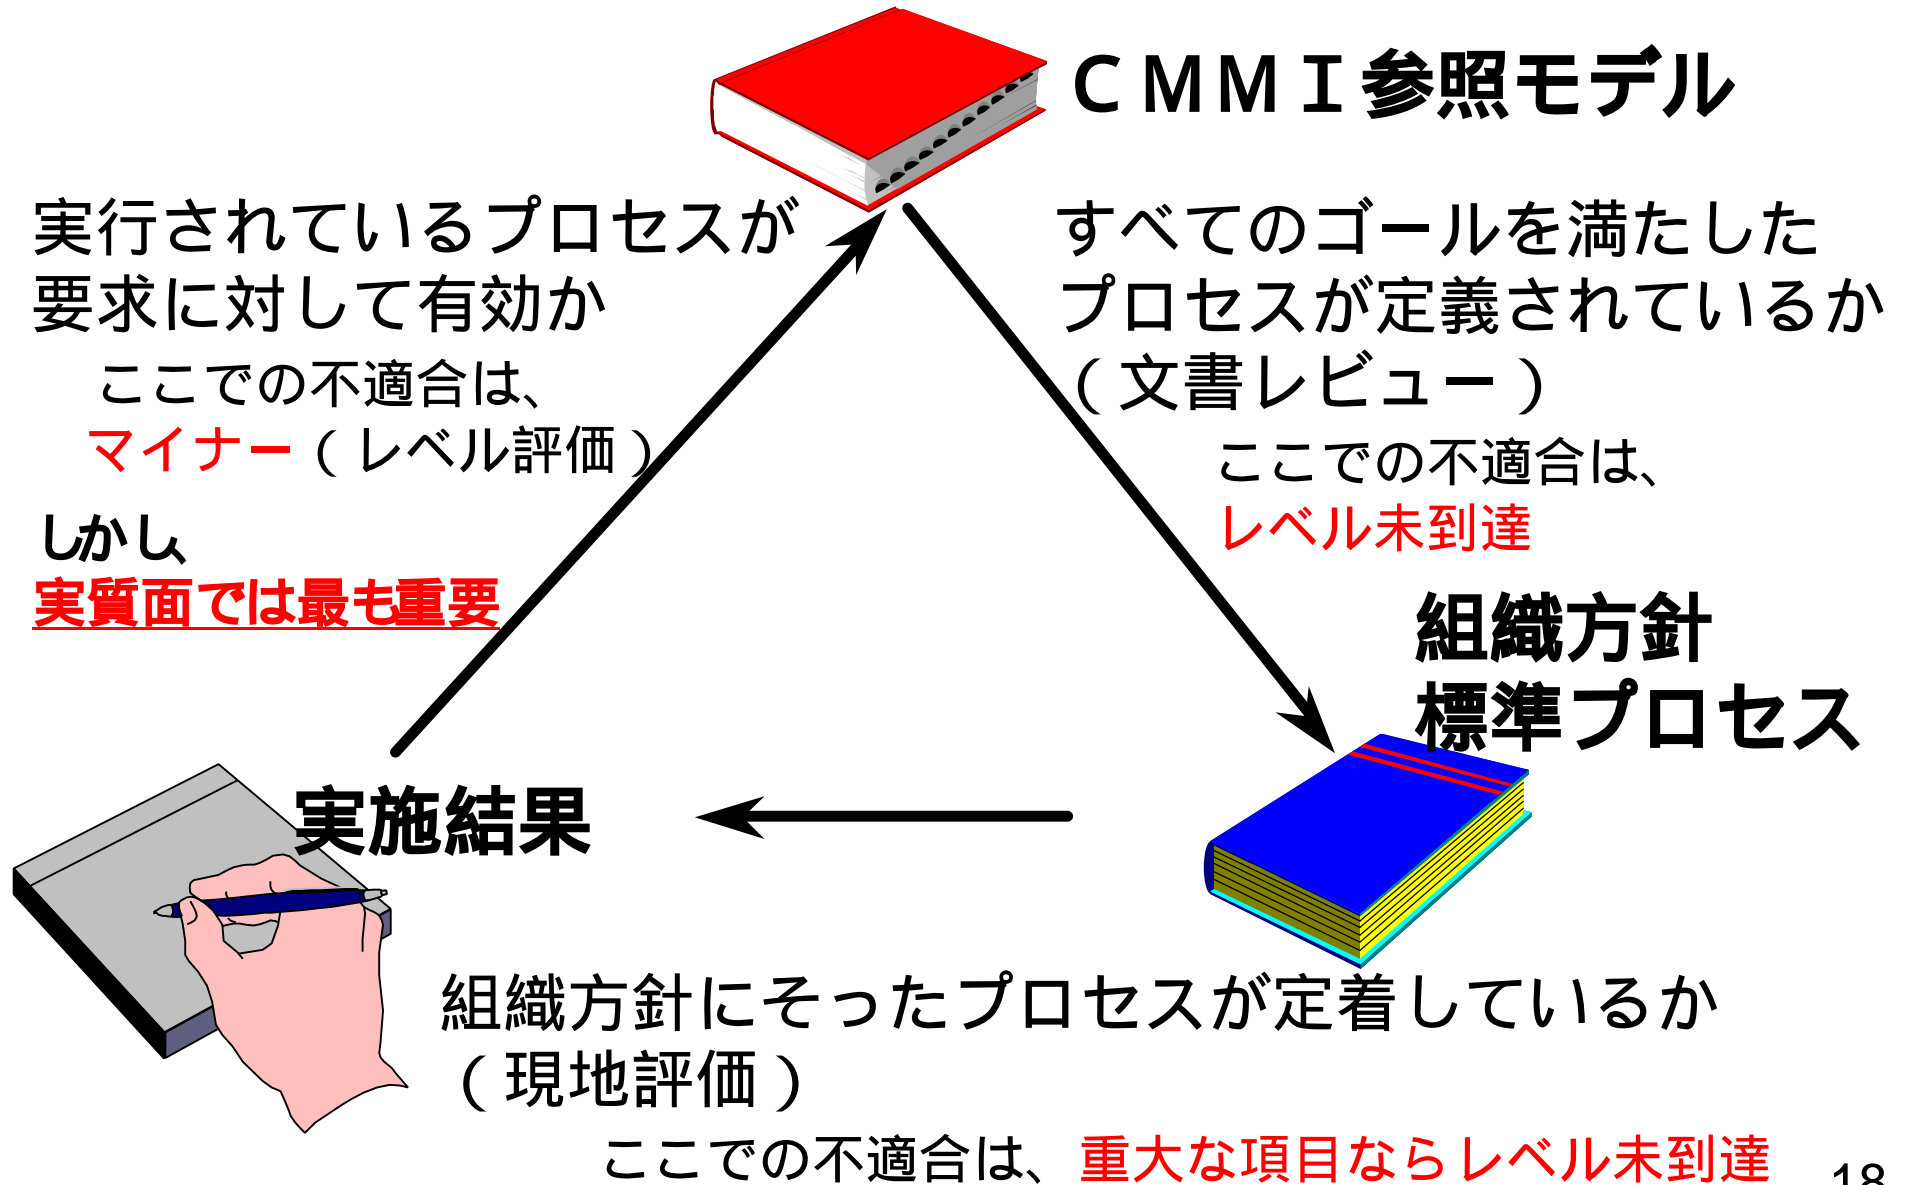 ＣＭＭＩ参照モデル
実行されているプロセスが
要求に対して有効か
ここでの不適合は、
マイナー（レベル評価）
しかし、
実質面では最も重要
すべてのゴールを満たした
プロセスが定義されているか
（文書レビュー）
ここでの不適合は、
レベル未到達
組織方針
標準プロセス
実施結果
組織方針にそったプロセスが定着しているか
（現地評価）
ここでの不適合は、重大な項目ならレベル未到達
18